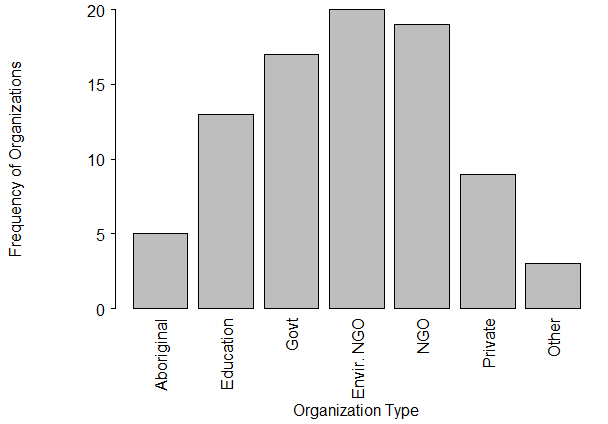 Frequency of Organizations
20
15
10
5
0
Aboriginal
Education
Govt
Envir. NGO
NGO
Private
Other
Organization Type